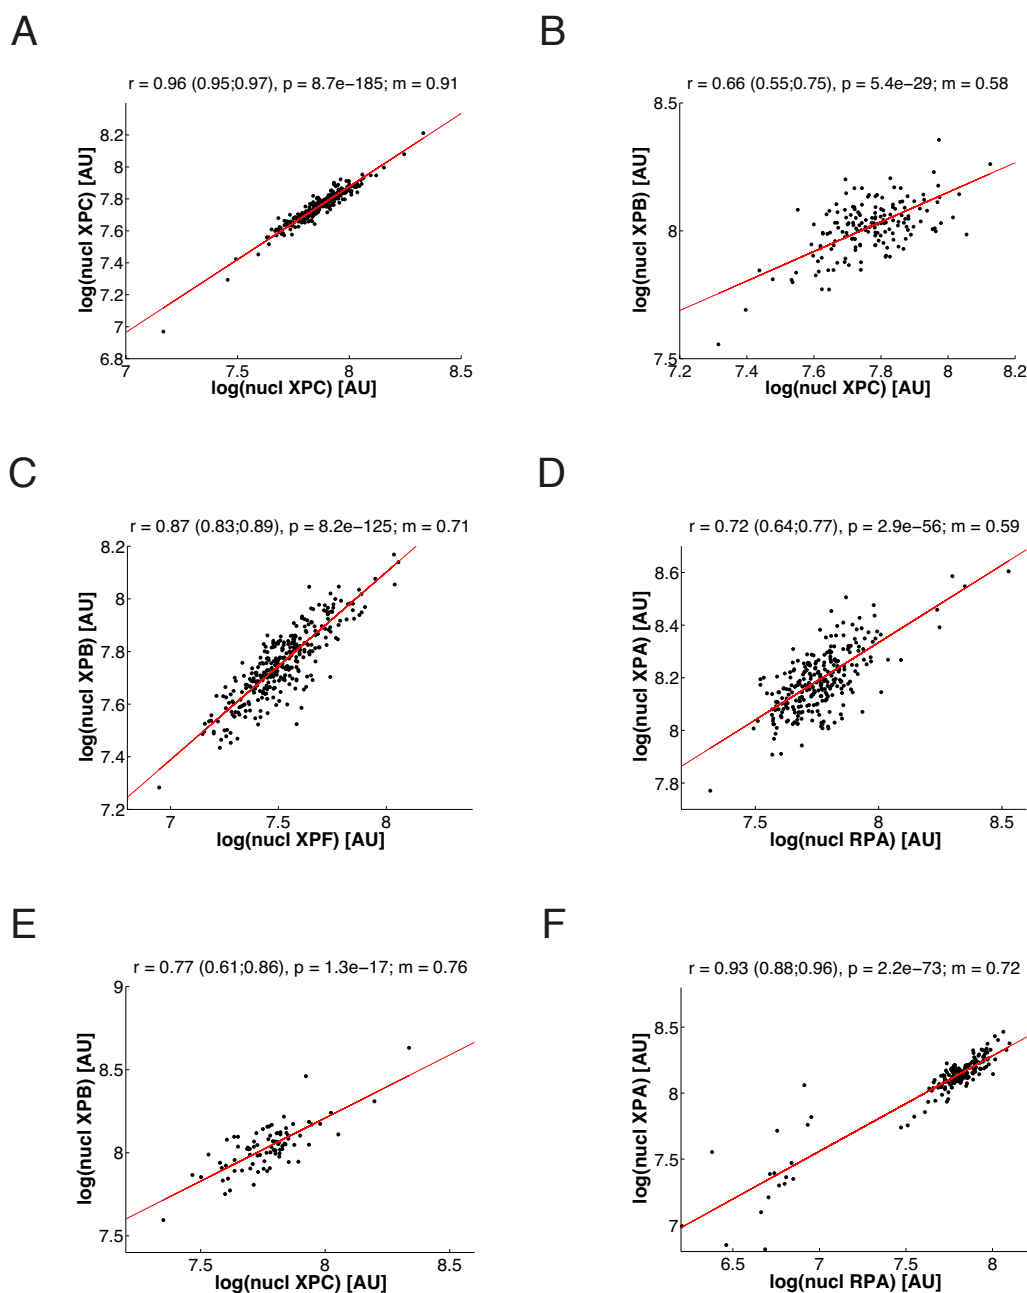 A
r = 0.96 (0.95;0.97), p = 8.7e−185; m = 0.91
log(nucl XPC) [AU]
8.2
8
7.8
7.6
7.4
7.2
7
6.8
7
7.5
8
8.5
log(nucl XPC) [AU]
B
r = 0.66 (0.55;0.75), p = 5.4e−29; m = 0.58
log(nucl XPB) [AU]
8.5
8
7.5
7.2
7.4
7.6
7.8
8
8.2
log(nucl XPC) [AU]
C
r = 0.87 (0.83;0.89), p = 8.2e−125; m = 0.71
log(nucl XPB) [AU]
8.2
8
7.8
7.6
7.4
7.2
7
7.5
8
log(nucl XPF) [AU]
D
r = 0.72 (0.64;0.77), p = 2.9e−56; m = 0.59
log(nucl XPA) [AU]
8.6
8.4
8.2
8
7.8
7.5
8
8.5
log(nucl RPA) [AU]
E
r = 0.77 (0.61;0.86), p = 1.3e−17; m = 0.76
log(nucl XPB) [AU]
9
8.5
8
7.5
7.5
8
8.5
log(nucl XPC) [AU]
F
r = 0.93 (0.88;0.96), p = 2.2e−73; m = 0.72
log(nucl XPA) [AU]
8.5
8
7.5
7
6.5
7
7.5
8
log(nucl RPA) [AU]